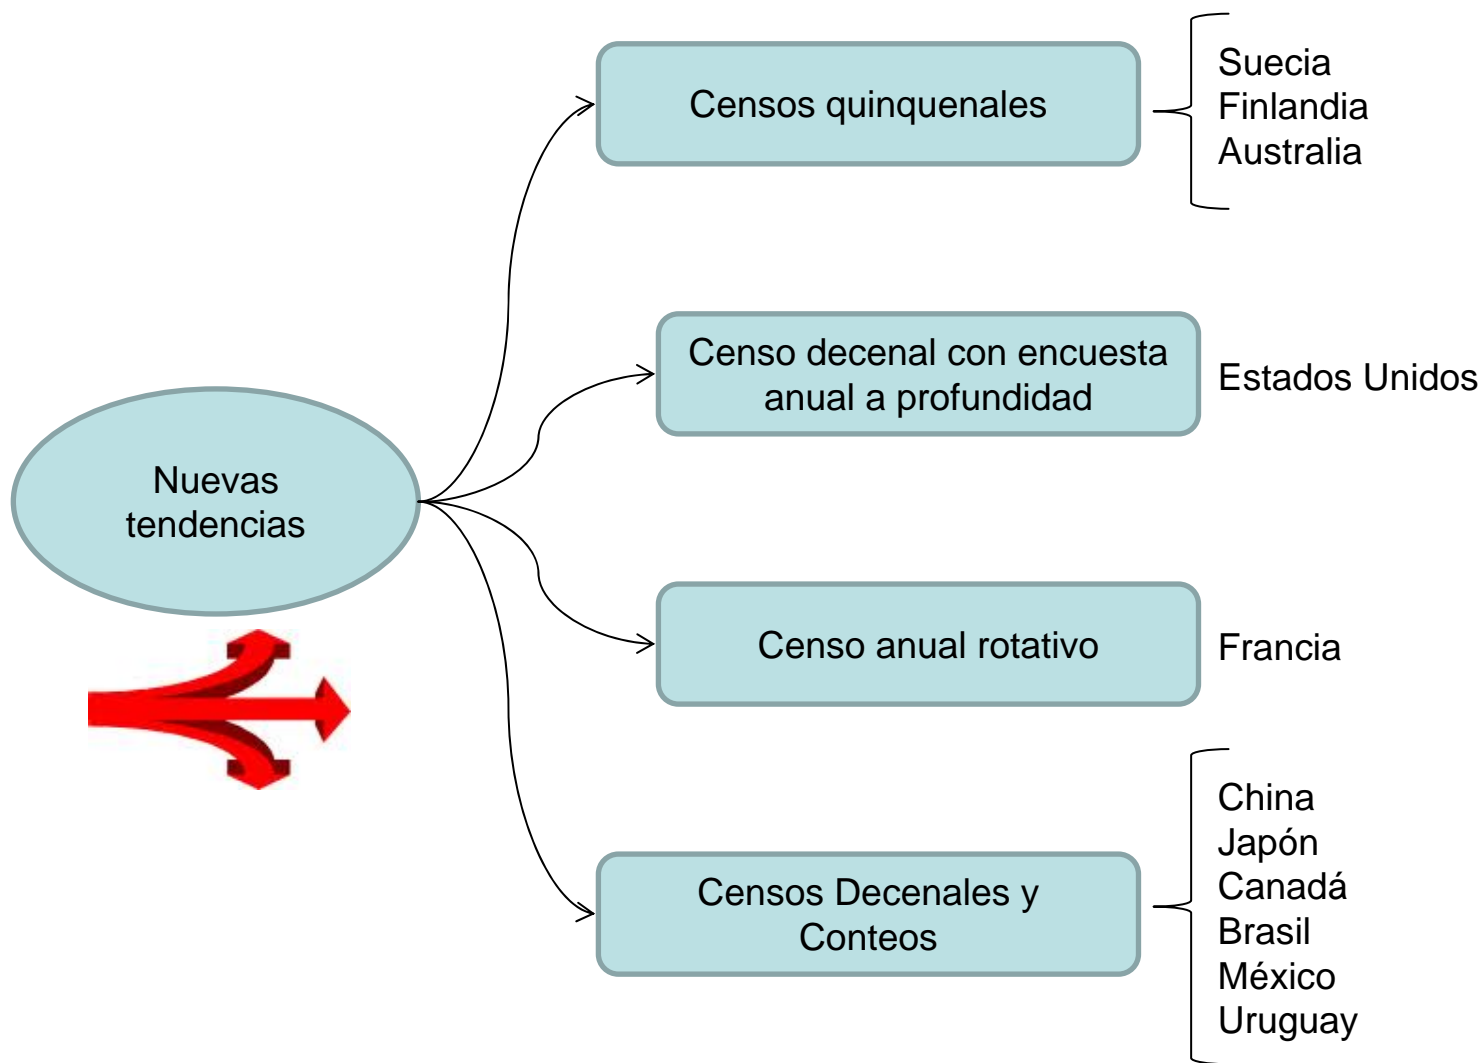 Censos quinquenales
Suecia
Finlandia
Australia
Censo decenal con encuesta
anual a profundidad
Estados Unidos
Nuevas
tendencias
Censo anual rotativo
Francia
Censos Decenales y
Conteos
China
Japón
Canadá
Brasil
México
Uruguay